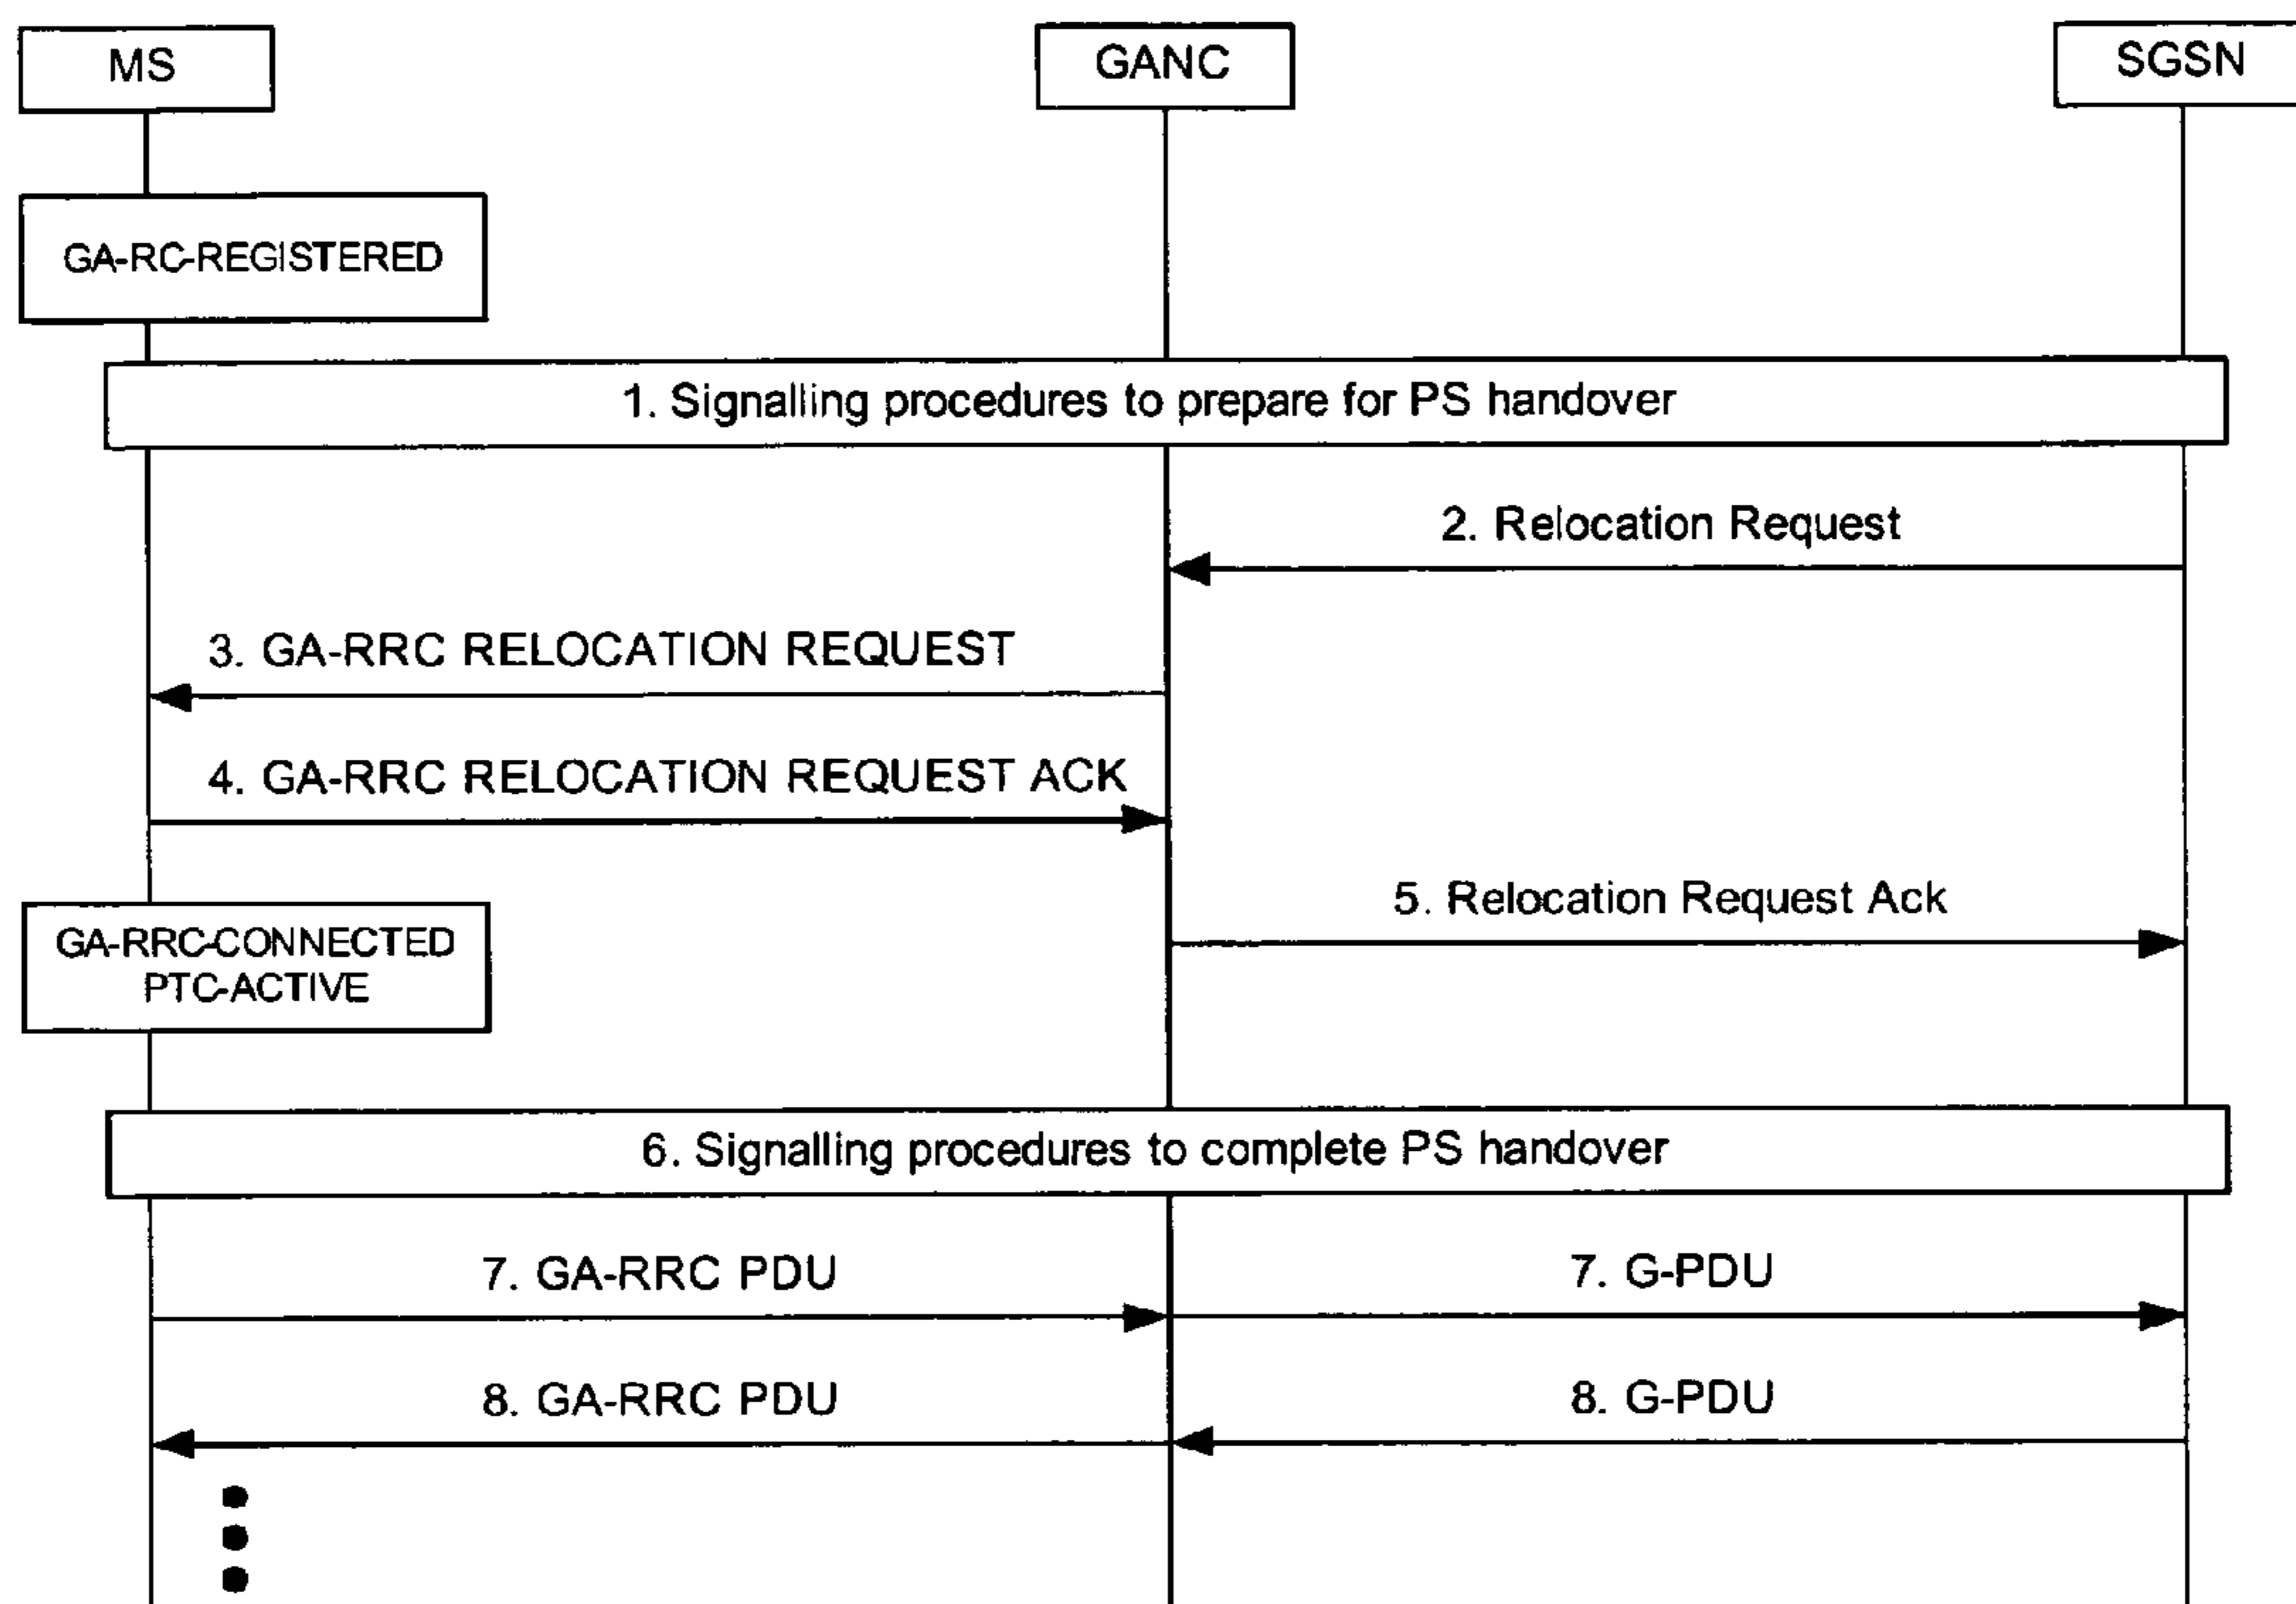 MS
GANC
SGSN
GA-RC-REGISTERED
1. Signalling procedures to prepare for PS handover
2. Relocation Request
3. GA-RRC RELOCATION REQUEST
4. GA-RRC RELOCATION REQUEST ACK
5. Relocation Request Ack
GA-RRC-CONNECTED
PTC-ACTIVE
6. Signalling procedures to complete PS handover
7. GA-RRC PDU
7. G-PDU
8. GA-RRC PDU
8. G-PDU